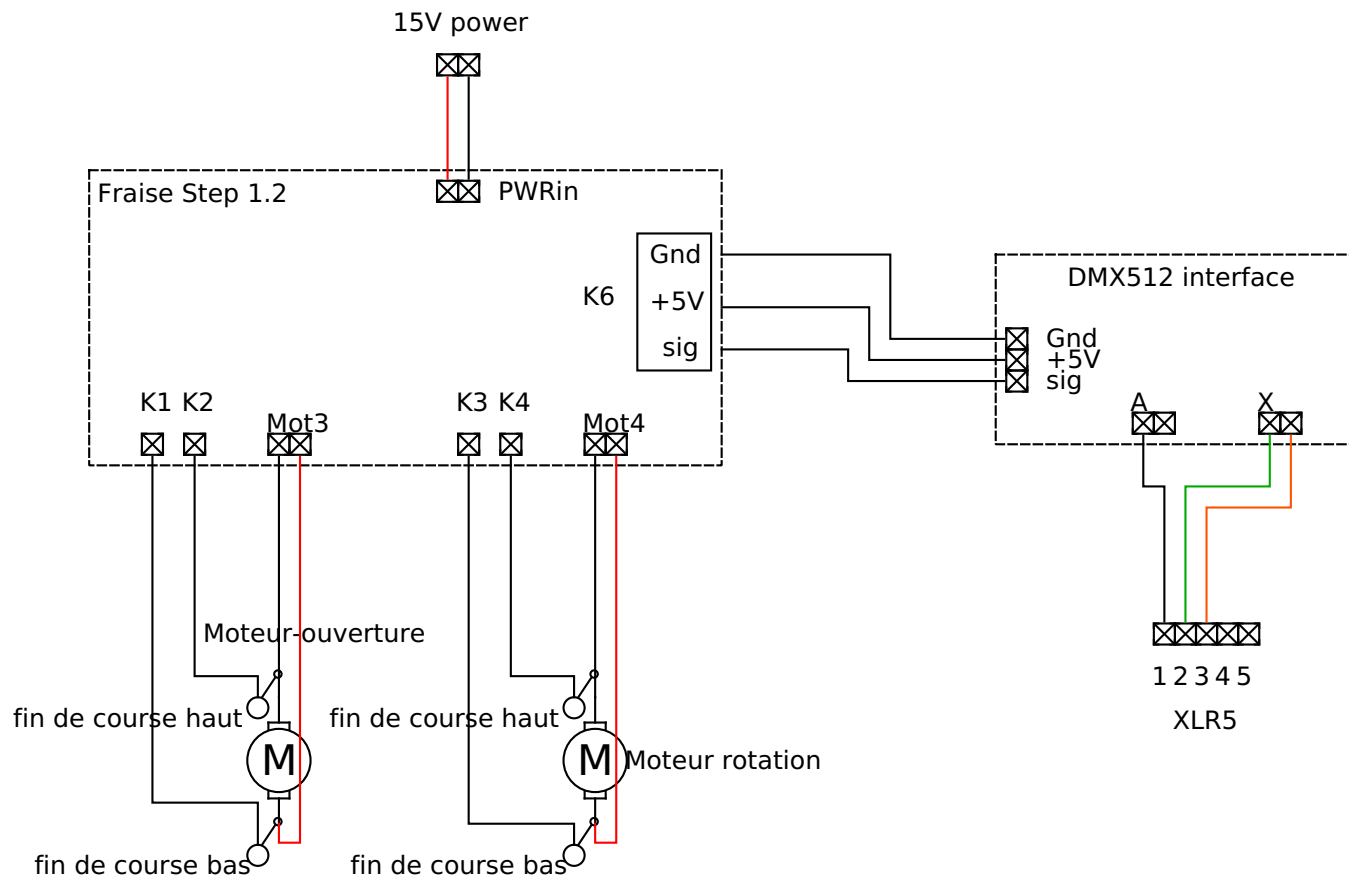 15V power
Fraise Step 1.2
PWRin
Gnd
K6
+5V
sig
DMX512 interface
Gnd
+5V
sig
A
X
K1 K2
Mot3
K3 K4
Mot4
Moteur-ouverture
fin de course haut
fin de course haut
M
M
Moteur rotation
fin de course bas
fin de course bas
1 2 3 4 5
XLR5